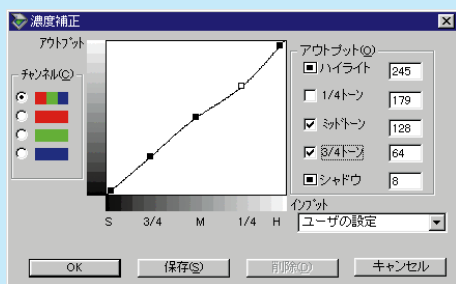 濃度補正
アウトプット
チャンネル(C)
アウトプット(O)
ハイライト 245
1/4トーン 179
ミッドトーン 128
3/4トーン 64
シャドウ 8
S 3/4 M 1/4 H
インプット
ユーザの設定
OK 保存(S) 削除(D) キャンセル